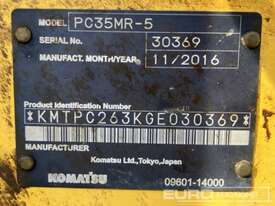 MODEL PC35MR-5
SERIAL NO. 30369
MANUFACT. MONTH/YEAR 11/2016
Product Identification Number
*KMTPC263KGE030369*
MANUFACTURER
Komatsu Ltd.,Tokyo,Japan
KOMATSU 09601-14000
EURO